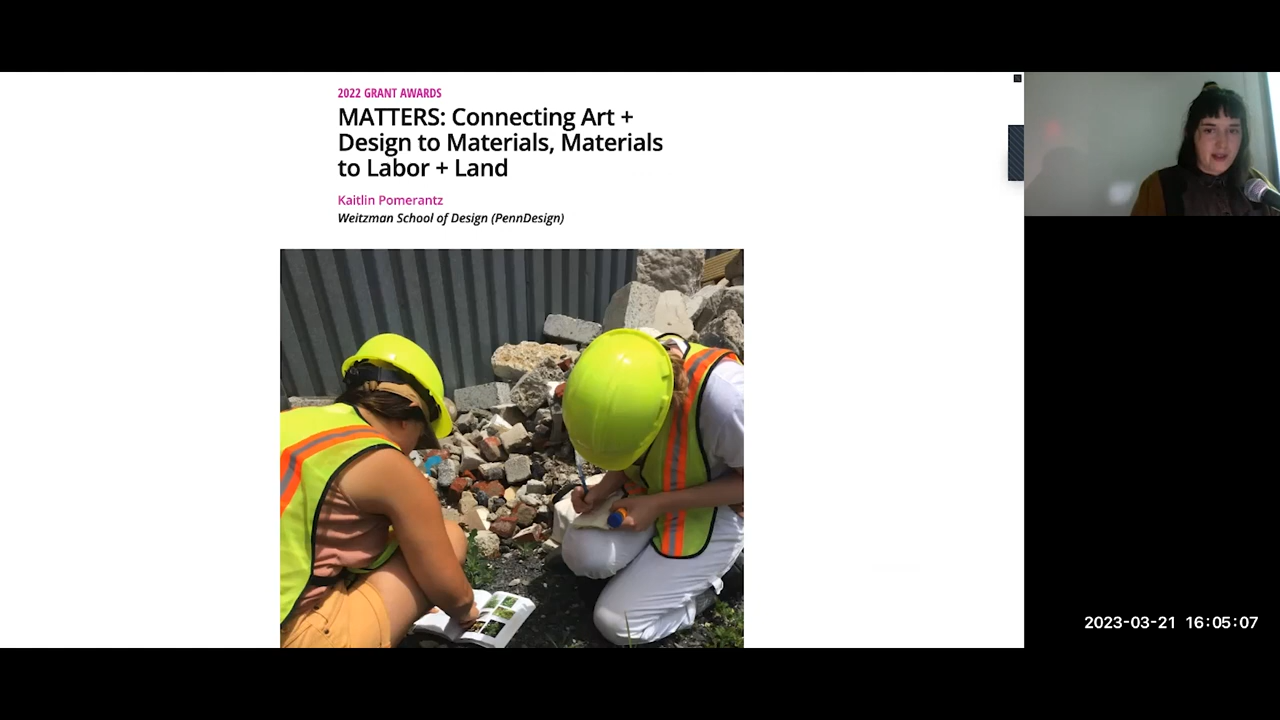 2022 GRANT AWARDS
MATTERS: Connecting Art +
Design to Materials, Materials
to Labor + Land
Kaitlin Pomerantz
Weitzman School of Design (PennDesign)
2023-03-21 16:05:07